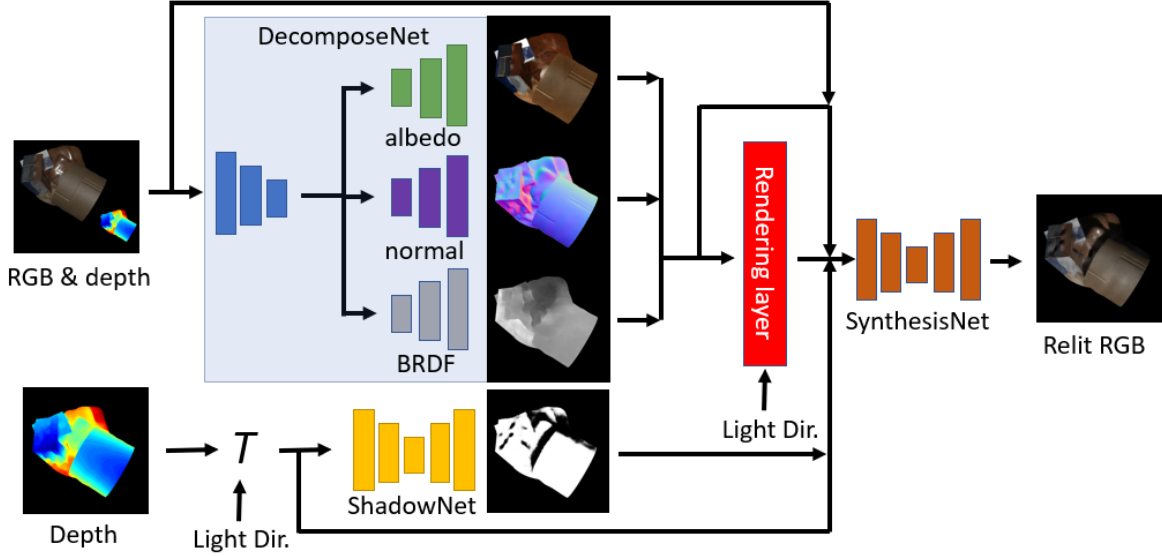 DecomposeNet
albedo
normal
BRDF
RGB & depth
Rendering layer
SynthesisNet
Relit RGB
Light Dir.
T
ShadowNet
Depth
Light Dir.